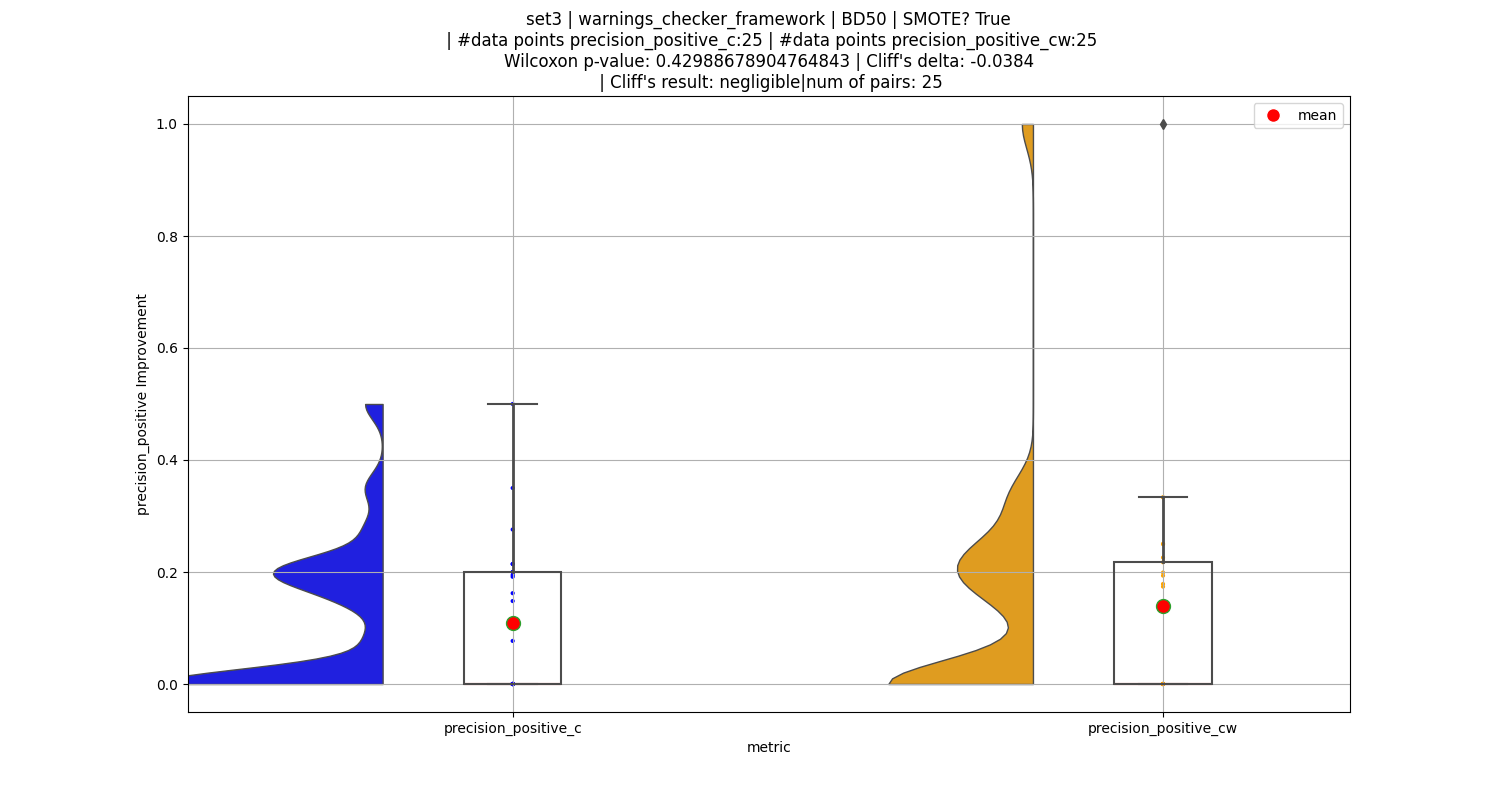 set3 | warnings_checker_framework | BD50 | SMOTE? True
| #data points precision_positive_c:25 | #data points precision_positive_cw:25
Wilcoxon p-value: 0.42988678904764843 | Cliff's delta: -0.0384
| Cliff's result: negligible|num of pairs: 25
mean
1.0
0.8
0.6
0.4
0.2
0.0
precision_positive Improvement
precision_positive_c
precision_positive_cw
metric